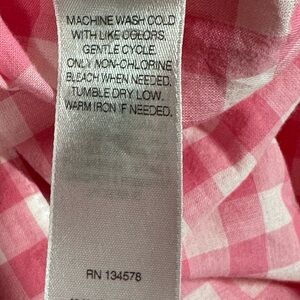 MACHINE WASH COLD
WITH LIKE COLORS.
GENTLE CYCLE.
ONLY NON-CHLORINE
BLEACH WHEN NEEDED.
TUMBLE DRY LOW.
WARM IRON IF NEEDED.
RN 134578